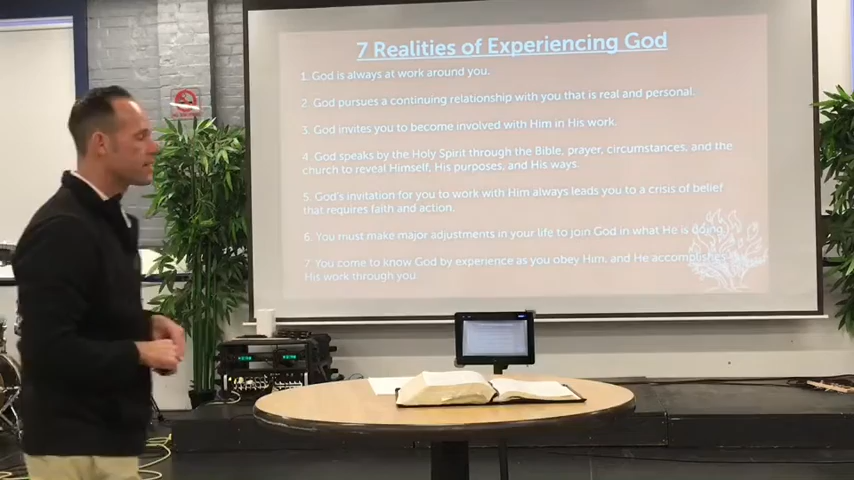 7 Realities of Experiencing God
1. God is always at work around you.
2. God pursues a continuing relationship with you that is real and personal.
3. God invites you to become involved with Him in His work.
4. God speaks by the Holy Spirit through the Bible, prayer, circumstances, and the
church to reveal Himself, His purposes, and His ways.
5. God's invitation for you to work with Him always leads you to a crisis of belief
that requires faith and action.
6. You must make major adjustments in your life to join God in what He is doing.
7. You come to know God by experience as you obey Him, and He accomplishes
His work through you.